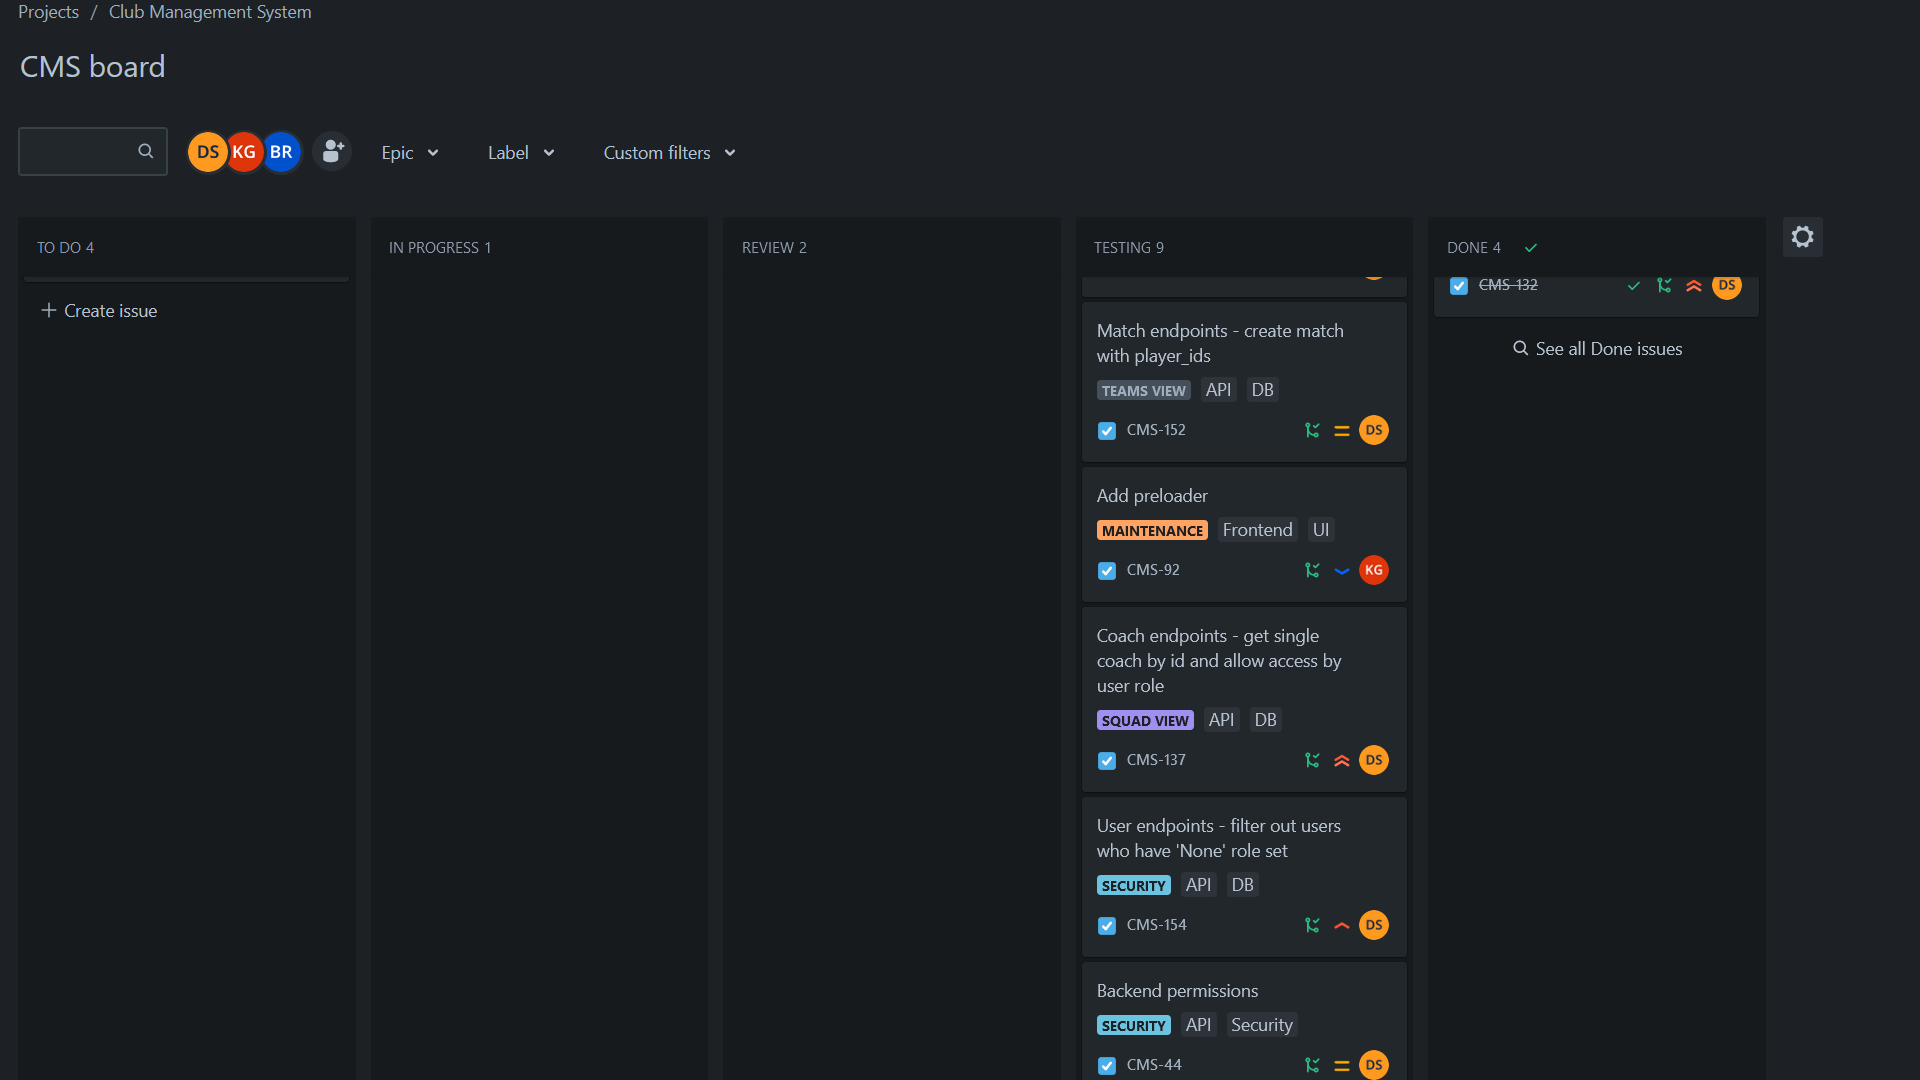 Projects / Club Management System
CMS board
DS KG BR Epic Label Custom filters
TO DO 4
Create issue
IN PROGRESS 1
REVIEW 2
TESTING 9
Match endpoints - create match
with player_ids
TEAMS VIEW API DB
CMS-152 DS
Add preloader
MAINTENANCE Frontend UI
CMS-92 KG
Coach endpoints - get single
coach by id and allow access by
user role
SQUAD VIEW API DB
CMS-137 DS
User endpoints - filter out users
who have 'None' role set
SECURITY API DB
CMS-154 DS
Backend permissions
SECURITY API Security
CMS-44 DS
DONE 4
CMS-132 DS
See all Done issues